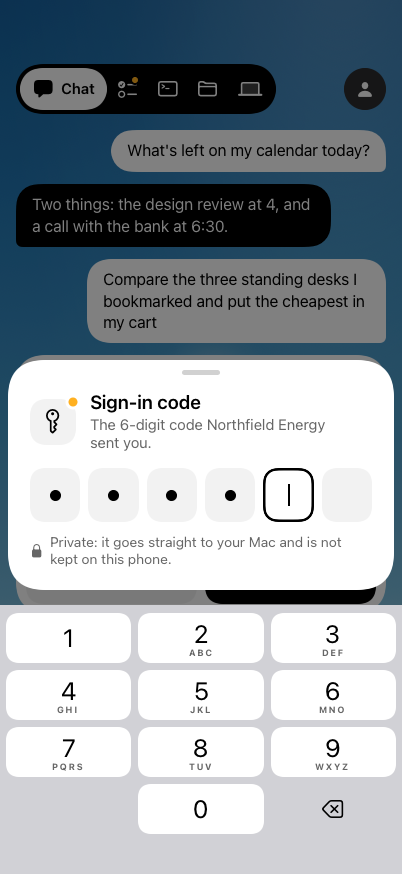 Chat
What's left on my calendar today?
Two things: the design review at 4, and
a call with the bank at 6:30.
Compare the three standing desks I
bookmarked and put the cheapest in
my cart
Sign-in code
The 6-digit code Northfield Energy
sent you.
Private: it goes straight to your Mac and is not
kept on this phone.
1
2
ABC
3
DEF
4
GHI
5
JKL
6
MNO
7
PQRS
8
TUV
9
WXYZ
0